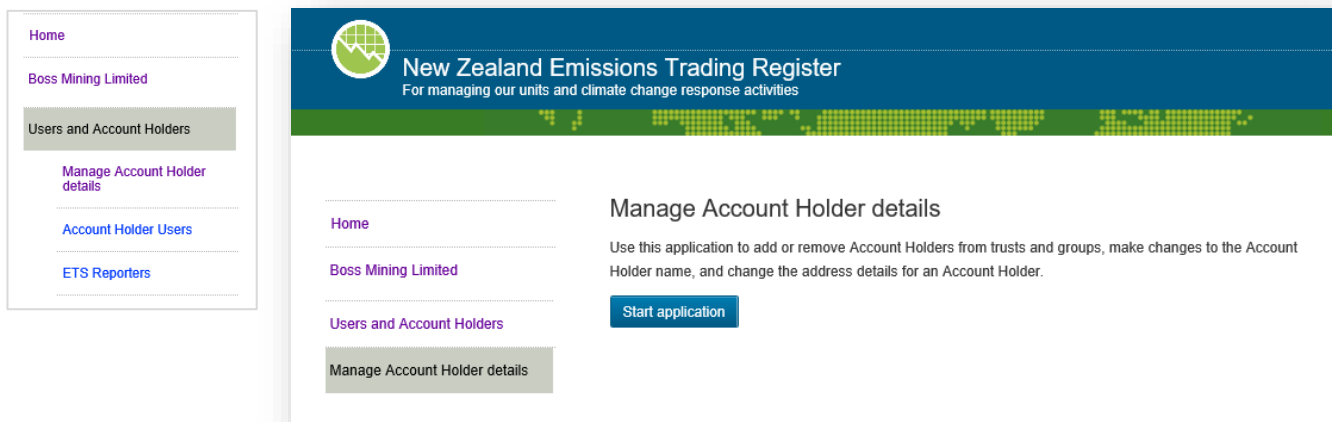 Home
Boss Mining Limited
Users and Account Holders
Manage Account Holder
details
Account Holder Users
ETS Reporters
New Zealand Emissions Trading Register
For managing our units and climate change response activities
Home
Boss Mining Limited
Users and Account Holders
Manage Account Holder details
Manage Account Holder details
Use this application to add or remove Account Holders from trusts and groups, make changes to the Account
Holder name, and change the address details for an Account Holder.
Start application